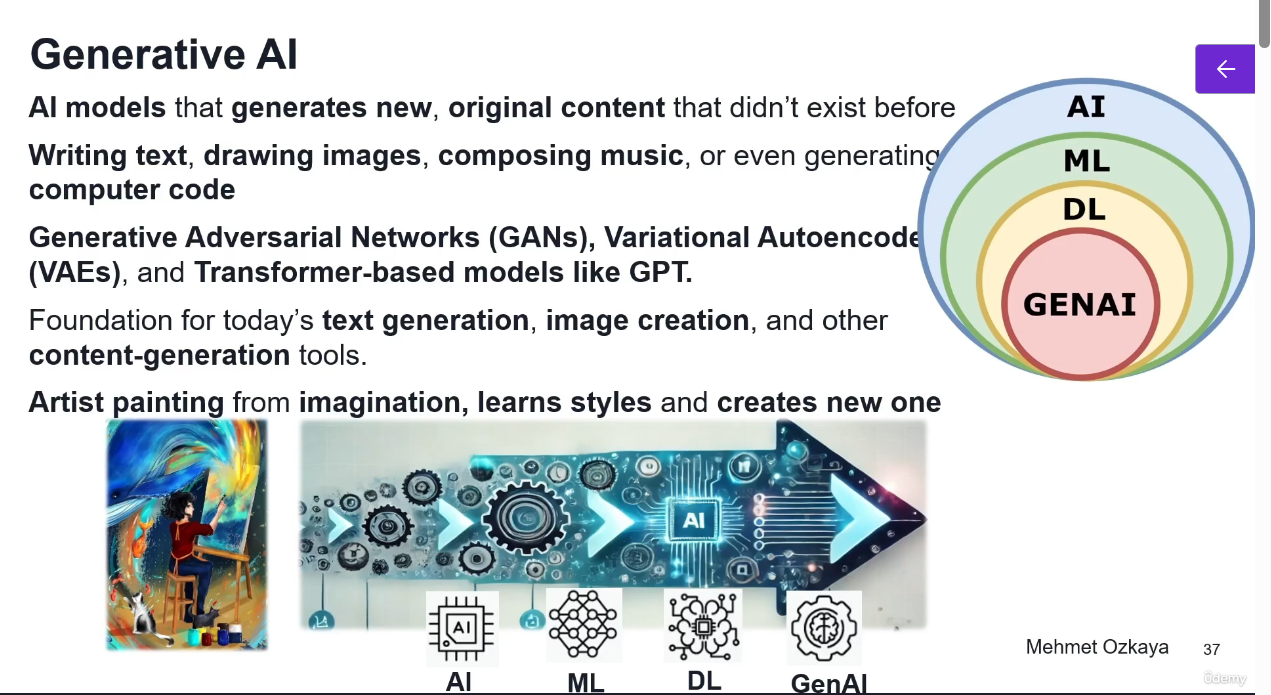 Generative AI
AI models that generates new, original content that didn’t exist before
Writing text, drawing images, composing music, or even generating
computer code
Generative Adversarial Networks (GANs), Variational Autoencode
(VAEs), and Transformer-based models like GPT.
Foundation for today’s text generation, image creation, and other
content-generation tools.
Artist painting from imagination, learns styles and creates new one
AI
ML
DL
GENAI
AI
AI
AI
ML
DL
GenAI
Mehmet Ozkaya
37
ûdemy